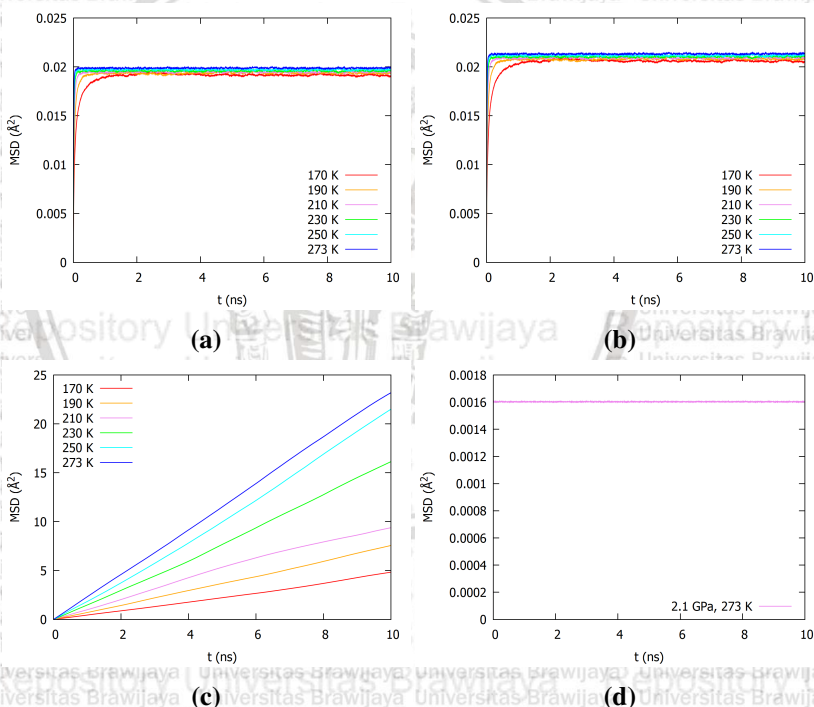 0.025
0.02
0.015
0.01
0.005
0
MSD (Å²)
170 K
190 K
210 K
230 K
250 K
273 K
0 2 4 6 8 10
t (ns)
(a)
0.025
0.02
0.015
0.01
0.005
0
MSD (Å²)
170 K
190 K
210 K
230 K
250 K
273 K
0 2 4 6 8 10
t (ns)
(b)
Repository Universitas Brawijaya
25
20
15
10
5
0
MSD (Å²)
170 K
190 K
210 K
230 K
250 K
273 K
0 2 4 6 8 10
t (ns)
(c)
0.0018
0.0016
0.0014
0.0012
0.001
0.0008
0.0006
0.0004
0.0002
0
MSD (Å²)
2.1 GPa, 273 K
0 2 4 6 8 10
t (ns)
(d)